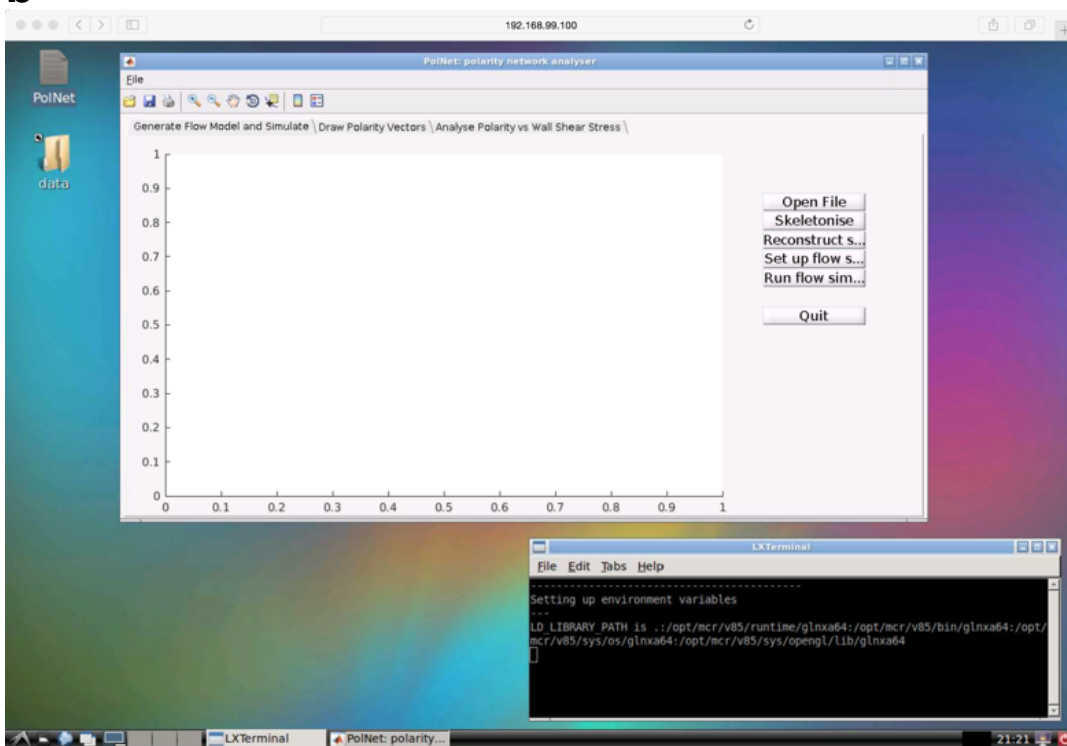 192.168.99.100
PolNet
data
PolNet: polarity network analyser
File
Generate Flow Model and Simulate \ Draw Polarity Vectors \ Analyse Polarity vs Wall Shear Stress \
1
0.9
0.8
0.7
0.6
0.5
0.4
0.3
0.2
0.1
0
0 0.1 0.2 0.3 0.4 0.5 0.6 0.7 0.8 0.9 1
Open File
Skeletonise
Reconstruct s...
Set up flow s...
Run flow sim...
Quit
LXTerminal
File Edit Tabs Help
------------------------------------------
Setting up environment variables
---
LD_LIBRARY_PATH is .:/opt/mcr/v85/runtime/glnxa64:/opt/mcr/v85/bin/glnxa64:/opt/
mcr/v85/sys/os/glnxa64:/opt/mcr/v85/sys/opengl/lib/glnxa64
LXTerminal
PolNet: polarity...
21:21